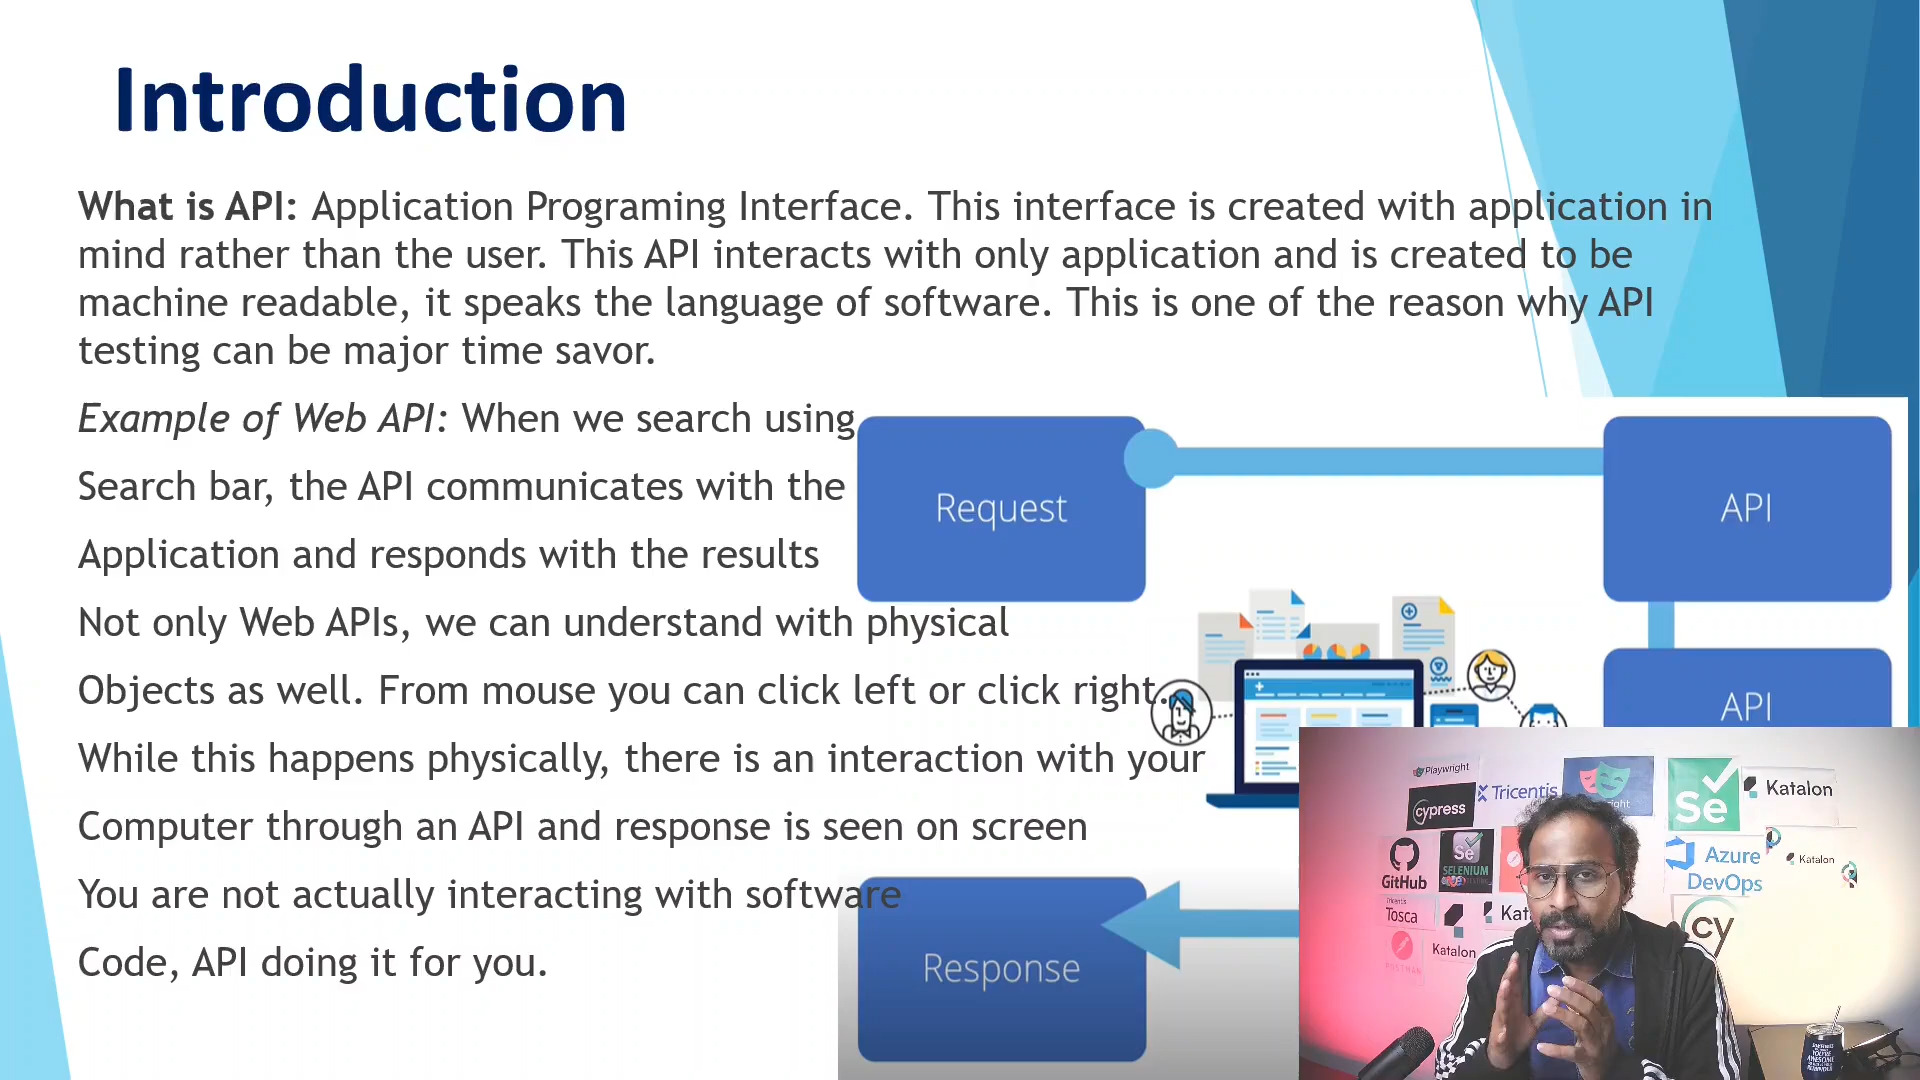 Introduction
What is API: Application Programing Interface. This interface is created with application in
mind rather than the user. This API interacts with only application and is created to be
machine readable, it speaks the language of software. This is one of the reason why API
testing can be major time savor.
Example of Web API: When we search using
Search bar, the API communicates with the
Application and responds with the results
Not only Web APIs, we can understand with physical
Objects as well. From mouse you can click left or click right.
While this happens physically, there is an interaction with your
Computer through an API and response is seen on screen
You are not actually interacting with software
Code, API doing it for you.
Request
API
API
Response
Playwright
cypress
Tricentis
Se
Katalon
GitHub
Se
SELENIUM
Azure
DevOps
Katalon
Tricentis
Tosca
Katalon
POSTMAN
cy